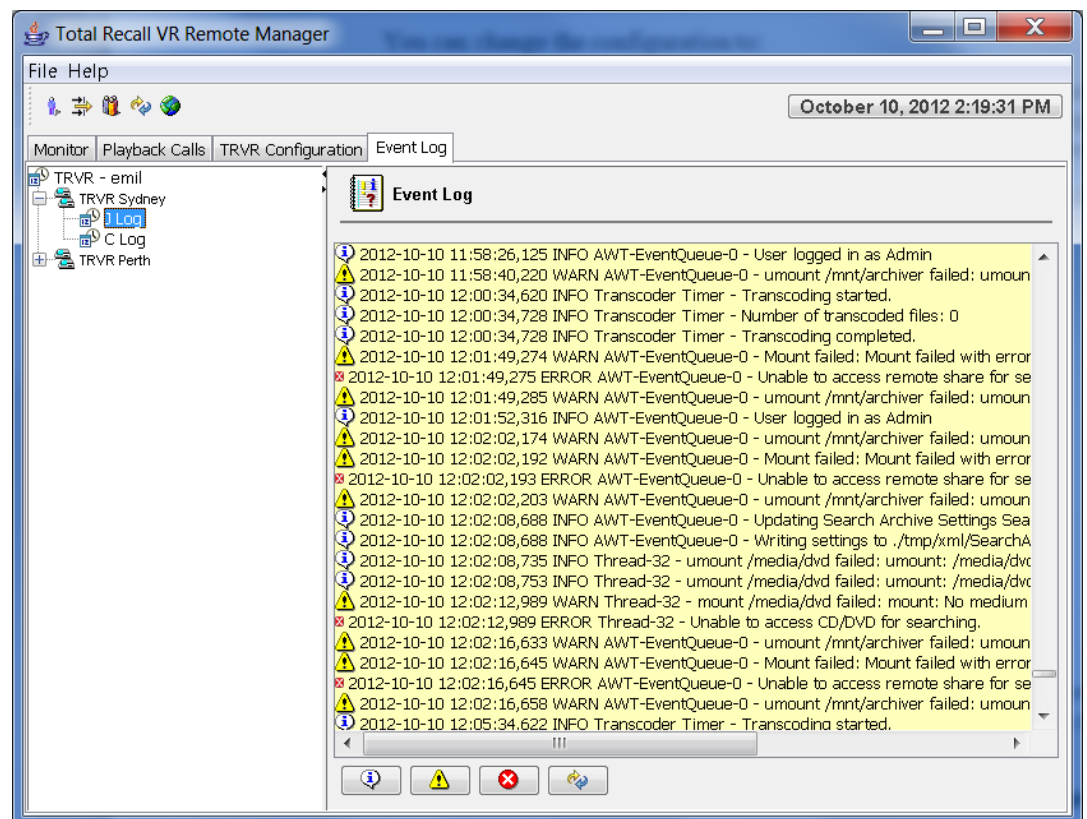 Total Recall VR Remote Manager
You can change the configuration to:
File Help
October 10, 2012 2:19:31 PM
Monitor Playback Calls TRVR Configuration Event Log
TRVR - emil
TRVR Sydney
J Log
C Log
TRVR Perth
Event Log
2012-10-10 11:58:26,125 INFO AWT-EventQueue-0 - User logged in as Admin
2012-10-10 11:58:40,220 WARN AWT-EventQueue-0 - umount /mnt/archiver failed: umoun
2012-10-10 12:00:34,620 INFO Transcoder Timer - Transcoding started.
2012-10-10 12:00:34,728 INFO Transcoder Timer - Number of transcoded files: 0
2012-10-10 12:00:34,728 INFO Transcoder Timer - Transcoding completed.
2012-10-10 12:01:49,274 WARN AWT-EventQueue-0 - Mount failed: Mount failed with error
2012-10-10 12:01:49,275 ERROR AWT-EventQueue-0 - Unable to access remote share for se
2012-10-10 12:01:49,285 WARN AWT-EventQueue-0 - umount /mnt/archiver failed: umoun
2012-10-10 12:01:52,316 INFO AWT-EventQueue-0 - User logged in as Admin
2012-10-10 12:02:02,174 WARN AWT-EventQueue-0 - umount /mnt/archiver failed: umoun
2012-10-10 12:02:02,192 WARN AWT-EventQueue-0 - Mount failed: Mount failed with error
2012-10-10 12:02:02,193 ERROR AWT-EventQueue-0 - Unable to access remote share for se
2012-10-10 12:02:02,203 WARN AWT-EventQueue-0 - umount /mnt/archiver failed: umoun
2012-10-10 12:02:08,688 INFO AWT-EventQueue-0 - Updating Search Archive Settings Sea
2012-10-10 12:02:08,688 INFO AWT-EventQueue-0 - Writing settings to ./tmp/xml/SearchA
2012-10-10 12:02:08,735 INFO Thread-32 - umount /media/dvd failed: umount: /media/dvd
2012-10-10 12:02:08,753 INFO Thread-32 - umount /media/dvd failed: umount: /media/dvd
2012-10-10 12:02:12,989 WARN Thread-32 - mount /media/dvd failed: mount: No medium
2012-10-10 12:02:12,989 ERROR Thread-32 - Unable to access CD/DVD for searching.
2012-10-10 12:02:16,633 WARN AWT-EventQueue-0 - umount /mnt/archiver failed: umoun
2012-10-10 12:02:16,645 WARN AWT-EventQueue-0 - Mount failed: Mount failed with error
2012-10-10 12:02:16,645 ERROR AWT-EventQueue-0 - Unable to access remote share for se
2012-10-10 12:02:16,658 WARN AWT-EventQueue-0 - umount /mnt/archiver failed: umoun
2012-10-10 12:05:34,622 INFO Transcoder Timer - Transcoding started.